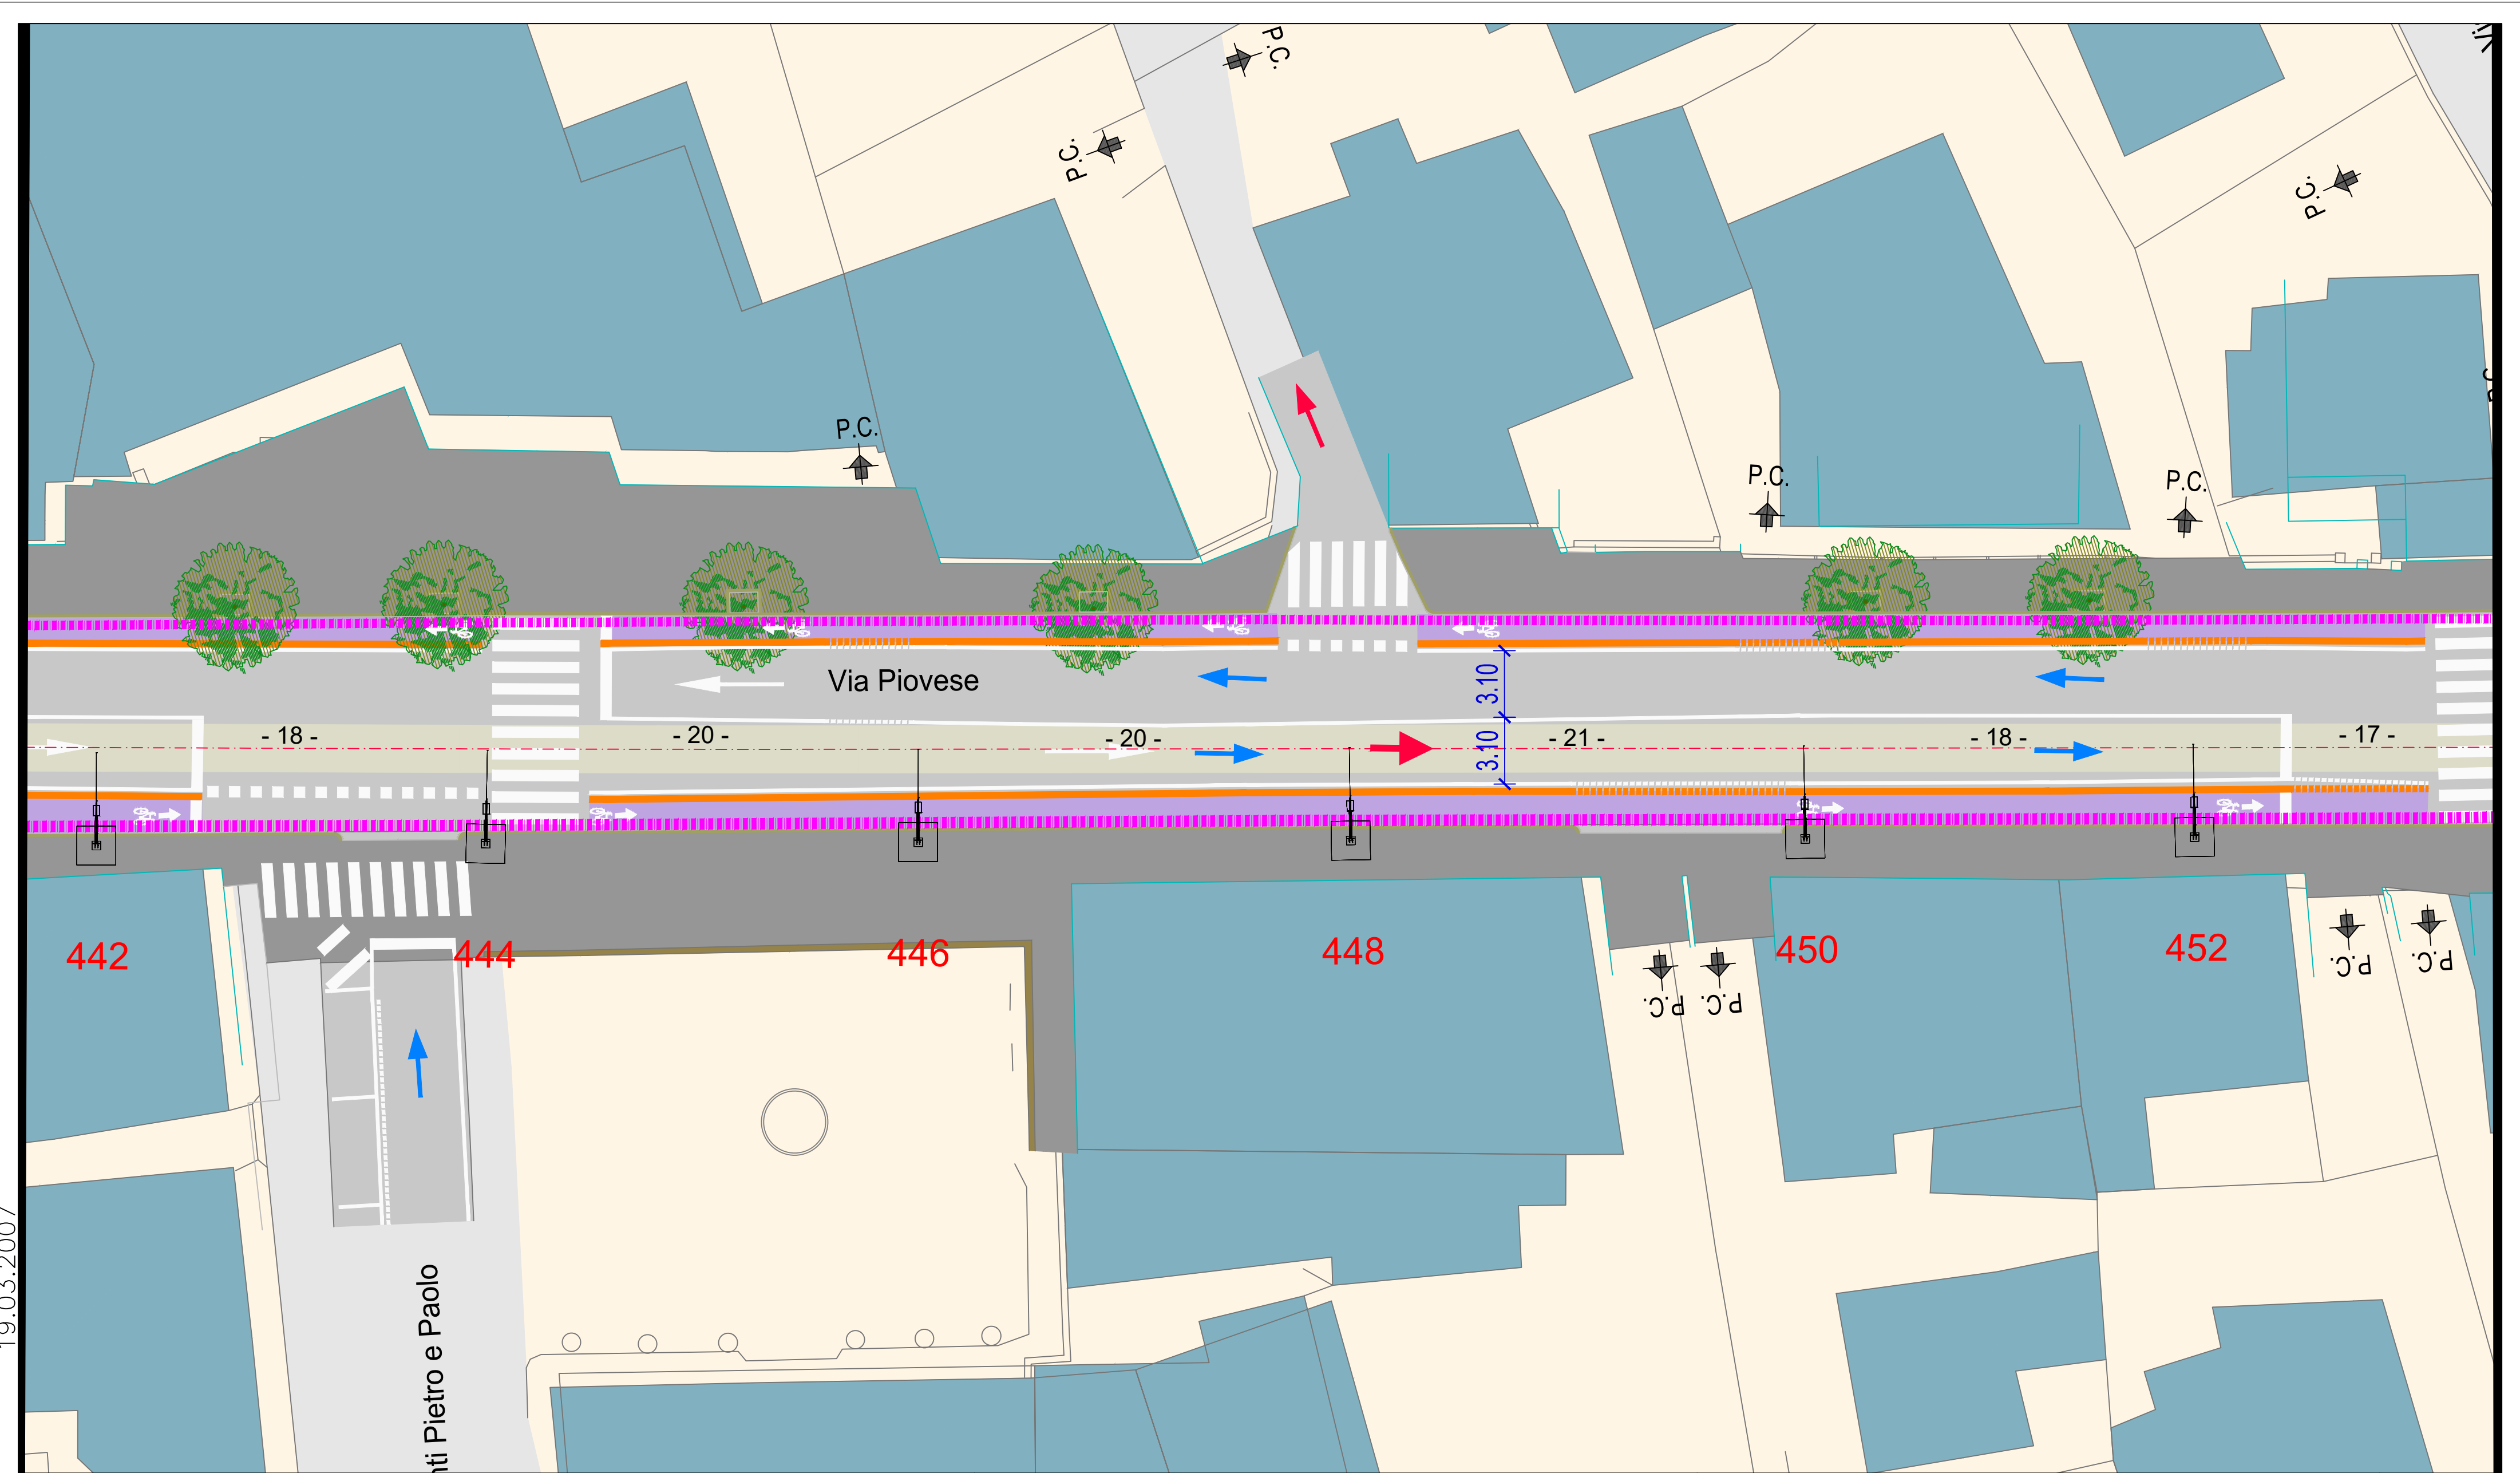 P.C.
P.C.
P.C.
P.C.
P.C.
P.C.
Via Piovese
3.10
3.10
- 18 -
- 20 -
- 20 -
- 21 -
- 18 -
- 17 -
442
444
446
448
450
452
P.C.
P.C.
P.C.
P.C.
nti Pietro e Paolo
19.03.2007